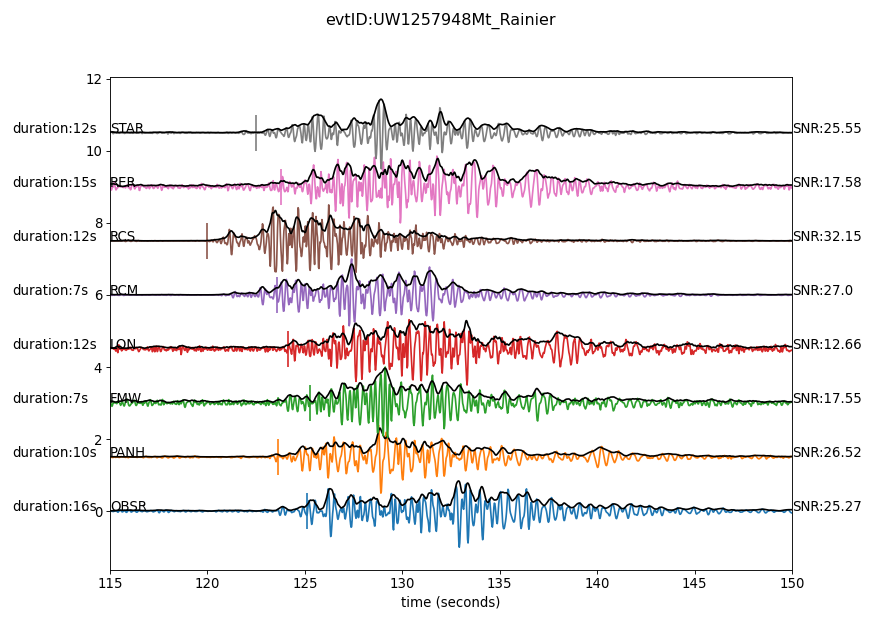 evtID:UW1257948Mt_Rainier
12
duration:12s STAR SNR:25.55
10
duration:15s RER SNR:17.58
8
duration:12s RCS SNR:32.15
duration:7s RCM SNR:27.0
6
duration:12s LON SNR:12.66
4
duration:7s FMW SNR:17.55
2
duration:10s PANH SNR:26.52
duration:16s OBSR SNR:25.27
0
115 120 125 130 135 140 145 150
time (seconds)